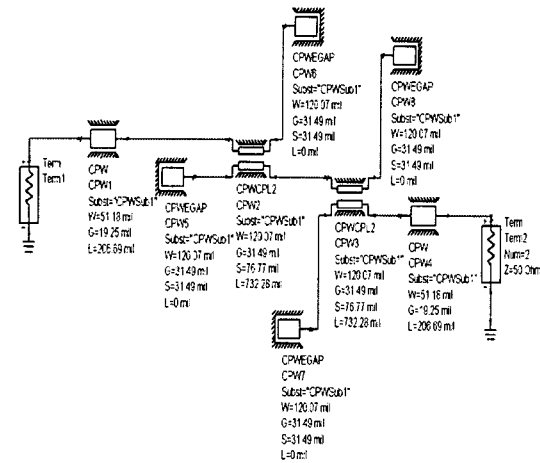 CPWEGAP
CPW6
Subst="CPWSub1"
W=120.07 mil
G=31.49 mil
S=31.49 mil
L=0 mil
CPWEGAP
CPW8
Subst="CPWSub1"
W=120.07 mil
G=31.49 mil
S=31.49 mil
L=0 mil
Term
Term1
CPW
CPW1
Subst="CPWSub1"
W=51.18 mil
G=19.25 mil
L=206.69 mil
CPWEGAP
CPW5
Subst="CPWSub1"
W=120.07 mil
G=31.49 mil
S=31.49 mil
L=0 mil
CPWCPL2
CPW2
Subst="CPWSub1"
W=120.07 mil
G=31.49 mil
S=76.77 mil
L=732.28 mil
CPWCPL2
CPW3
Subst="CPWSub1"
W=120.07 mil
G=31.49 mil
S=76.77 mil
L=732.28 mil
CPW
CPW4
Subst="CPWSub1"
W=51.18 mil
G=19.25 mil
L=206.69 mil
Term
Term2
Num=2
Z=50 Ohm
CPWEGAP
CPW7
Subst="CPWSub1"
W=120.07 mil
G=31.49 mil
S=31.49 mil
L=0 mil